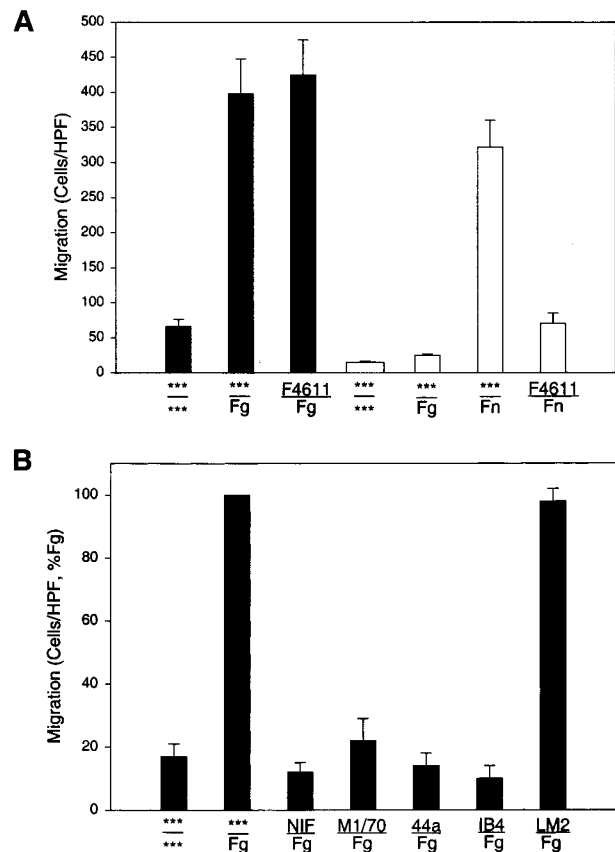 A
500
450
400
350
300
250
200
150
100
50
0
Migration (Cells/HPF)
*** *** F4611 *** *** *** F4611
*** Fg Fg *** Fg Fn Fn
B
100
80
60
40
20
0
Migration (Cells/HPF, %Fg)
*** *** NIF M1/70 44a IB4 LM2
*** Fg Fg Fg Fg Fg Fg